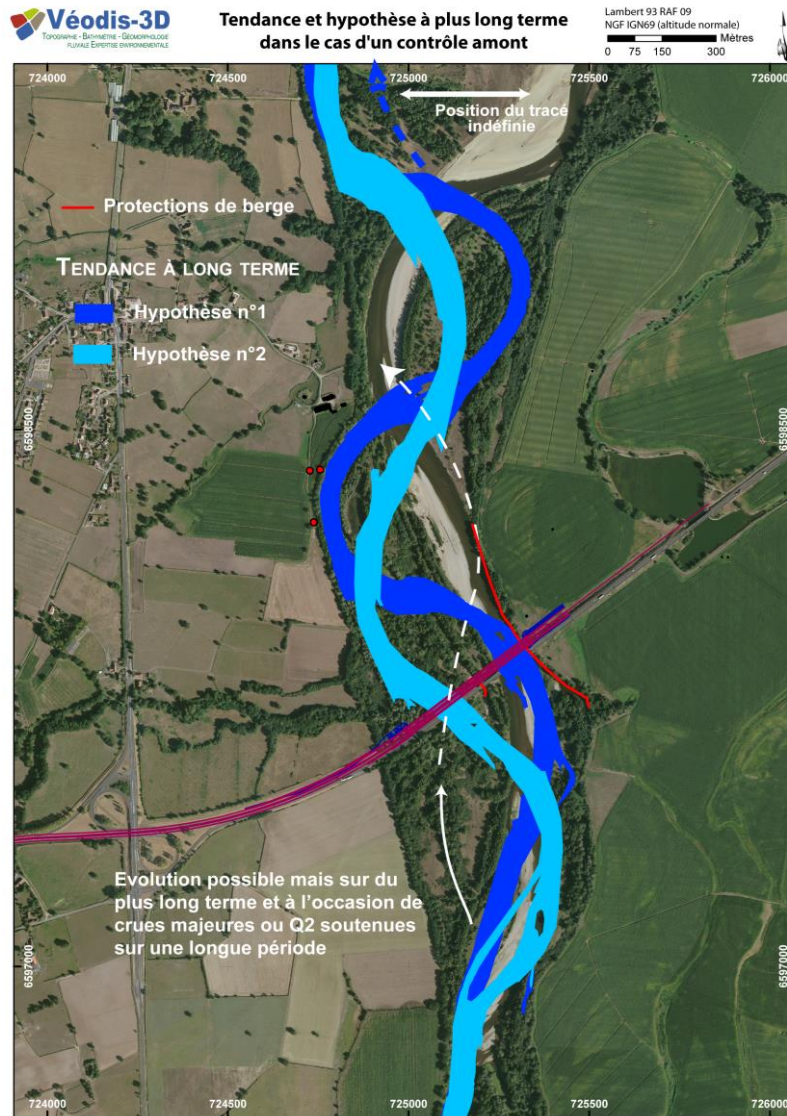 Véodis-3D
TOPOGRAPHIE - BATHYMÉTRIE - GÉOMORPHOLOGIE
FLUVIALE EXPERTISE ENVIRONNEMENTALE
Tendance et hypothèse à plus long terme
dans le cas d'un contrôle amont
Lambert 93 RAF 09
NGF IGN69 (altitude normale)
Mètres
0 75 150 300
724000 724500 725000 725500 726000
Position du tracé
indéfinie
Protections de berge
TENDANCE À LONG TERME
Hypothèse n°1
Hypothèse n°2
6598500
6598500
Evolution possible mais sur du
plus long terme et à l'occasion de
crues majeures ou Q2 soutenues
sur une longue période
6597000
6597000
724000 724500 725000 725500 726000